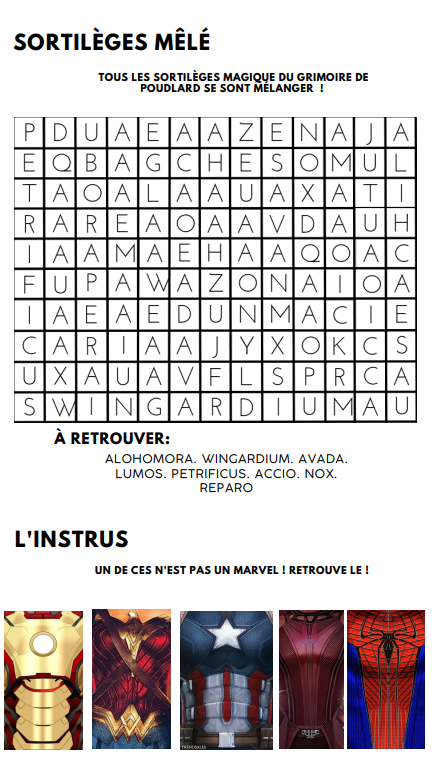 SORTILÈGES MÊLÉ
TOUS LES SORTILÈGES MAGIQUE DU GRIMOIRE DE
POUDLARD SE SONT MÉLANGER !
P D U A E A A Z E N A J A
E Q B A G C H E S O M U L
T A O A L A A U A X A T I
R A R E A O A A V D A U H
I A A M A E H A A Q O A C
F U P A W A Z O N A I O A
I A E A E D U N M A C I E
C A R I A A J Y X O K C S
U X A U A V F L S P R C A
S W I N G A R D I U M A U
À RETROUVER:
ALOHOMORA. WINGARDIUM. AVADA.
LUMOS. PETRIFICUS. ACCIO. NOX.
REPARO
L'INSTRUS
UN DE CES N'EST PAS UN MARVEL ! RETROUVE LE !
TRENDSALES